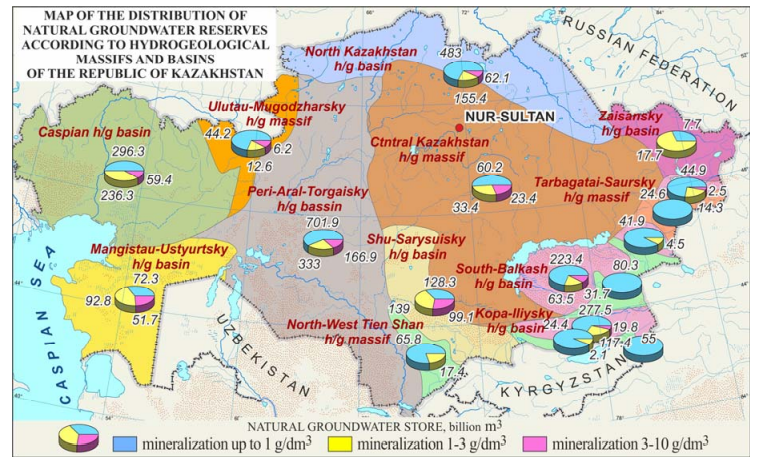 MAP OF THE DISTRIBUTION OF
NATURAL GROUNDWATER RESERVES
ACCORDING TO HYDROGEOLOGICAL
MASSIFS AND BASINS
OF THE REPUBLIC OF KAZAKHSTAN
RUSSIAN FEDERATION
North Kazakhstan
h/g basin
483
62.1
155.4
Ulutau-Mugodzharsky
h/g massif
44.2
6.2
12.6
NUR-SULTAN
Zaisansky
h/g basin
7.7
17.7
Caspian h/g basin
296.3
59.4
236.3
Ctntral Kazakhstan
h/g massif
60.2
33.4
23.4
Tarbagatai-Saursky
h/g massif
44.9
24.6
2.5
14.3
Peri-Aral-Torgaisky
h/g bassin
701.9
333
166.9
41.9
4.5
Mangistau-Ustyurtsky
h/g basin
72.3
92.8
51.7
Shu-Sarysuisky
h/g basin
128.3
139
99.1
South-Balkash
h/g basin
223.4
63.5
31.7
80.3
Kopa-Iliysky
h/g basin
277.5
24.4
19.8
117.4
2.1
55
North-West Tien Shan
h/g massif
65.8
17.4
CASPIAN SEA
UZBEKISTAN
KYRGYZSTAN
NATURAL GROUNDWATER STORE, billion m³
mineralization up to 1 g/dm³
mineralization 1-3 g/dm³
mineralization 3-10 g/dm³